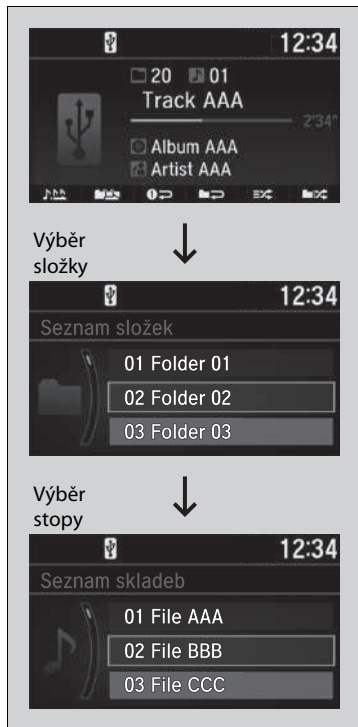 12:34
20 01
Track AAA
2'34"
Album AAA
Artist AAA
Výběr
složky
12:34
Seznam složek
01 Folder 01
02 Folder 02
03 Folder 03
Výběr
stopy
12:34
Seznam skladeb
01 File AAA
02 File BBB
03 File CCC